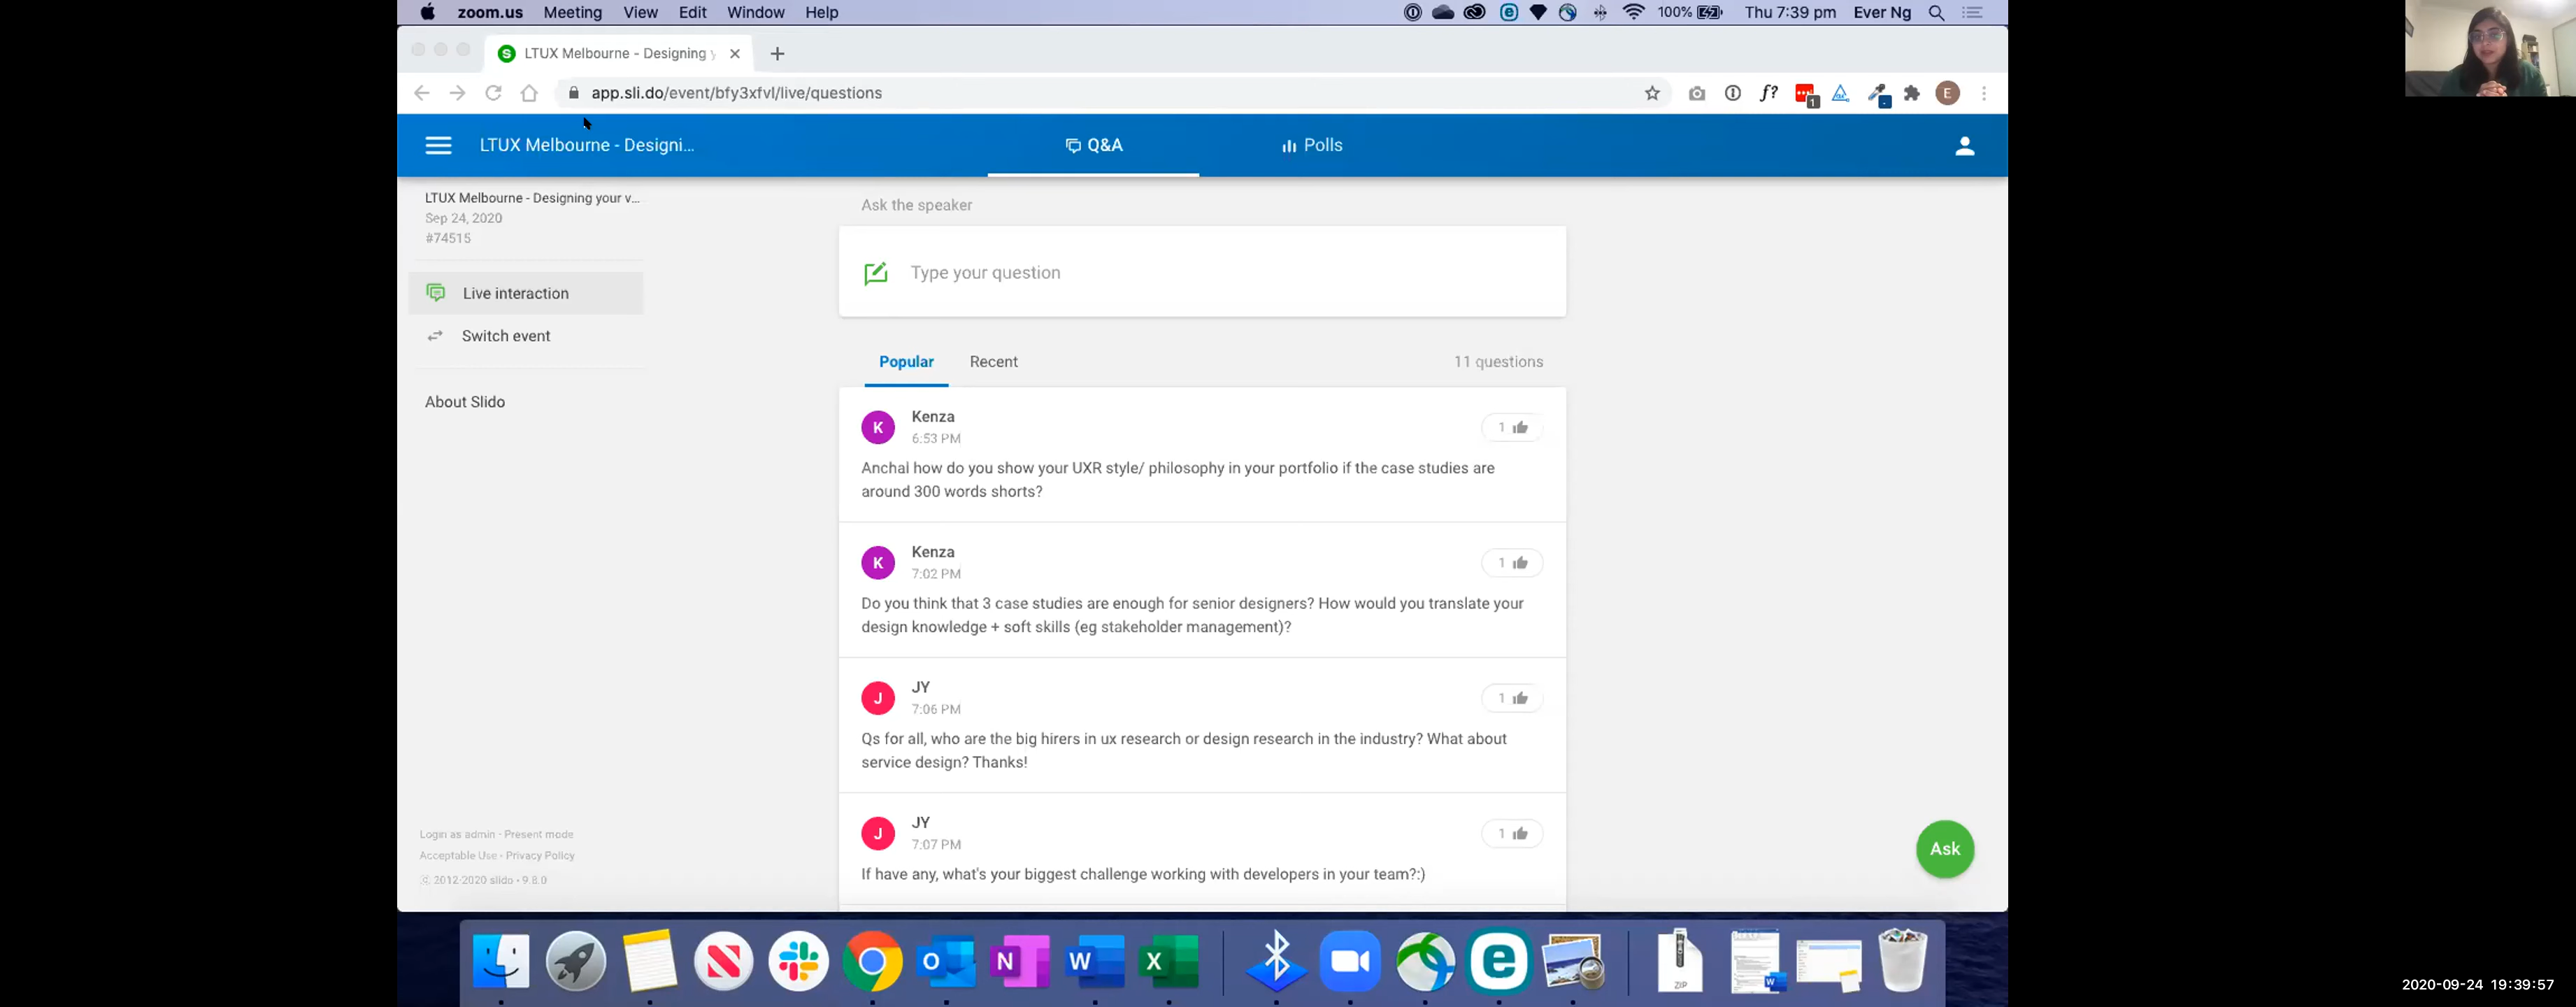 zoom.us Meeting View Edit Window Help 100% Thu 7:39 pm Ever Ng
LTUX Melbourne - Designing y
app.sli.do/event/bfy3xfvl/live/questions
f? 1 E
LTUX Melbourne - Designi... Q&A Polls
LTUX Melbourne - Designing your v...
Sep 24, 2020
#74515
Live interaction
Switch event
About Slido
Login as admin · Present mode
Acceptable Use · Privacy Policy
© 2012-2020 slido · 9.8.0
Ask the speaker
Type your question
Popular Recent 11 questions
K Kenza 1
6:53 PM
Anchal how do you show your UXR style/ philosophy in your portfolio if the case studies are
around 300 words shorts?
K Kenza 1
7:02 PM
Do you think that 3 case studies are enough for senior designers? How would you translate your
design knowledge + soft skills (eg stakeholder management)?
J JY 1
7:06 PM
Qs for all, who are the big hirers in ux research or design research in the industry? What about
service design? Thanks!
J JY 1
7:07 PM
If have any, what's your biggest challenge working with developers in your team?:)
Ask
O N W X e ZIP W
2020-09-24 19:39:57